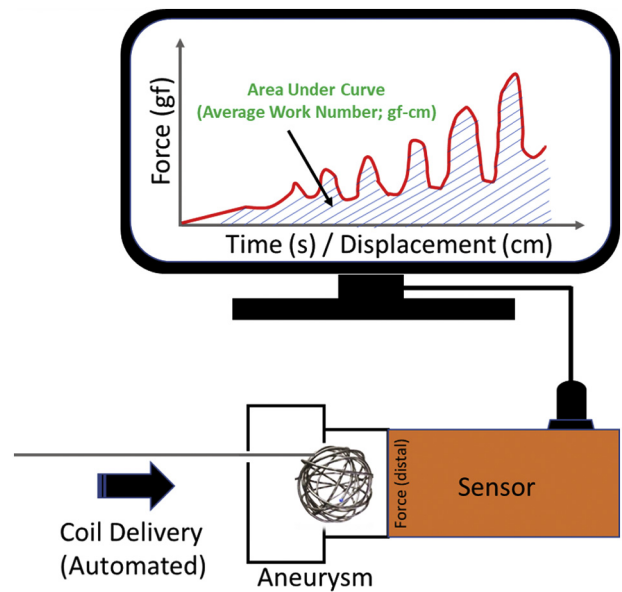 Area Under Curve
(Average Work Number; gf-cm)
Force (gf)
Time (s) / Displacement (cm)
Coil Delivery
(Automated)
Aneurysm
Force (distal)
Sensor